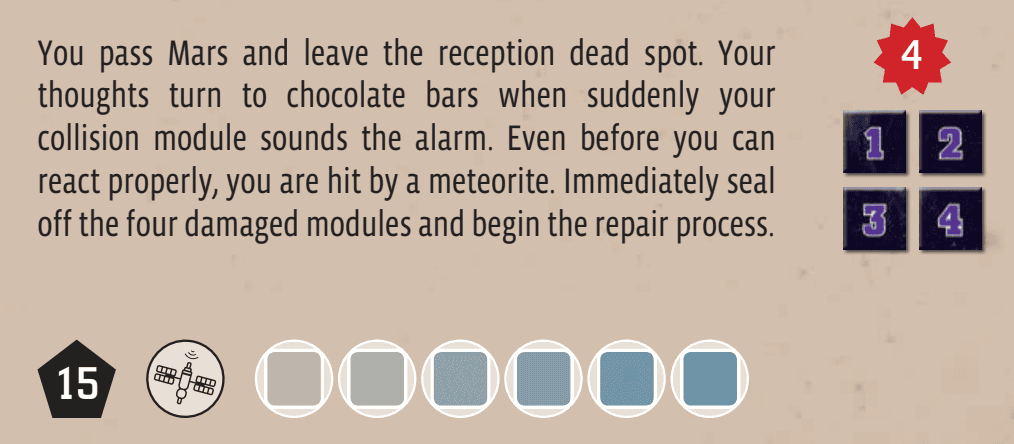 You pass Mars and leave the reception dead spot. Your
thoughts turn to chocolate bars when suddenly your
collision module sounds the alarm. Even before you can
react properly, you are hit by a meteorite. Immediately seal
off the four damaged modules and begin the repair process.
4
1 2
3 4
15